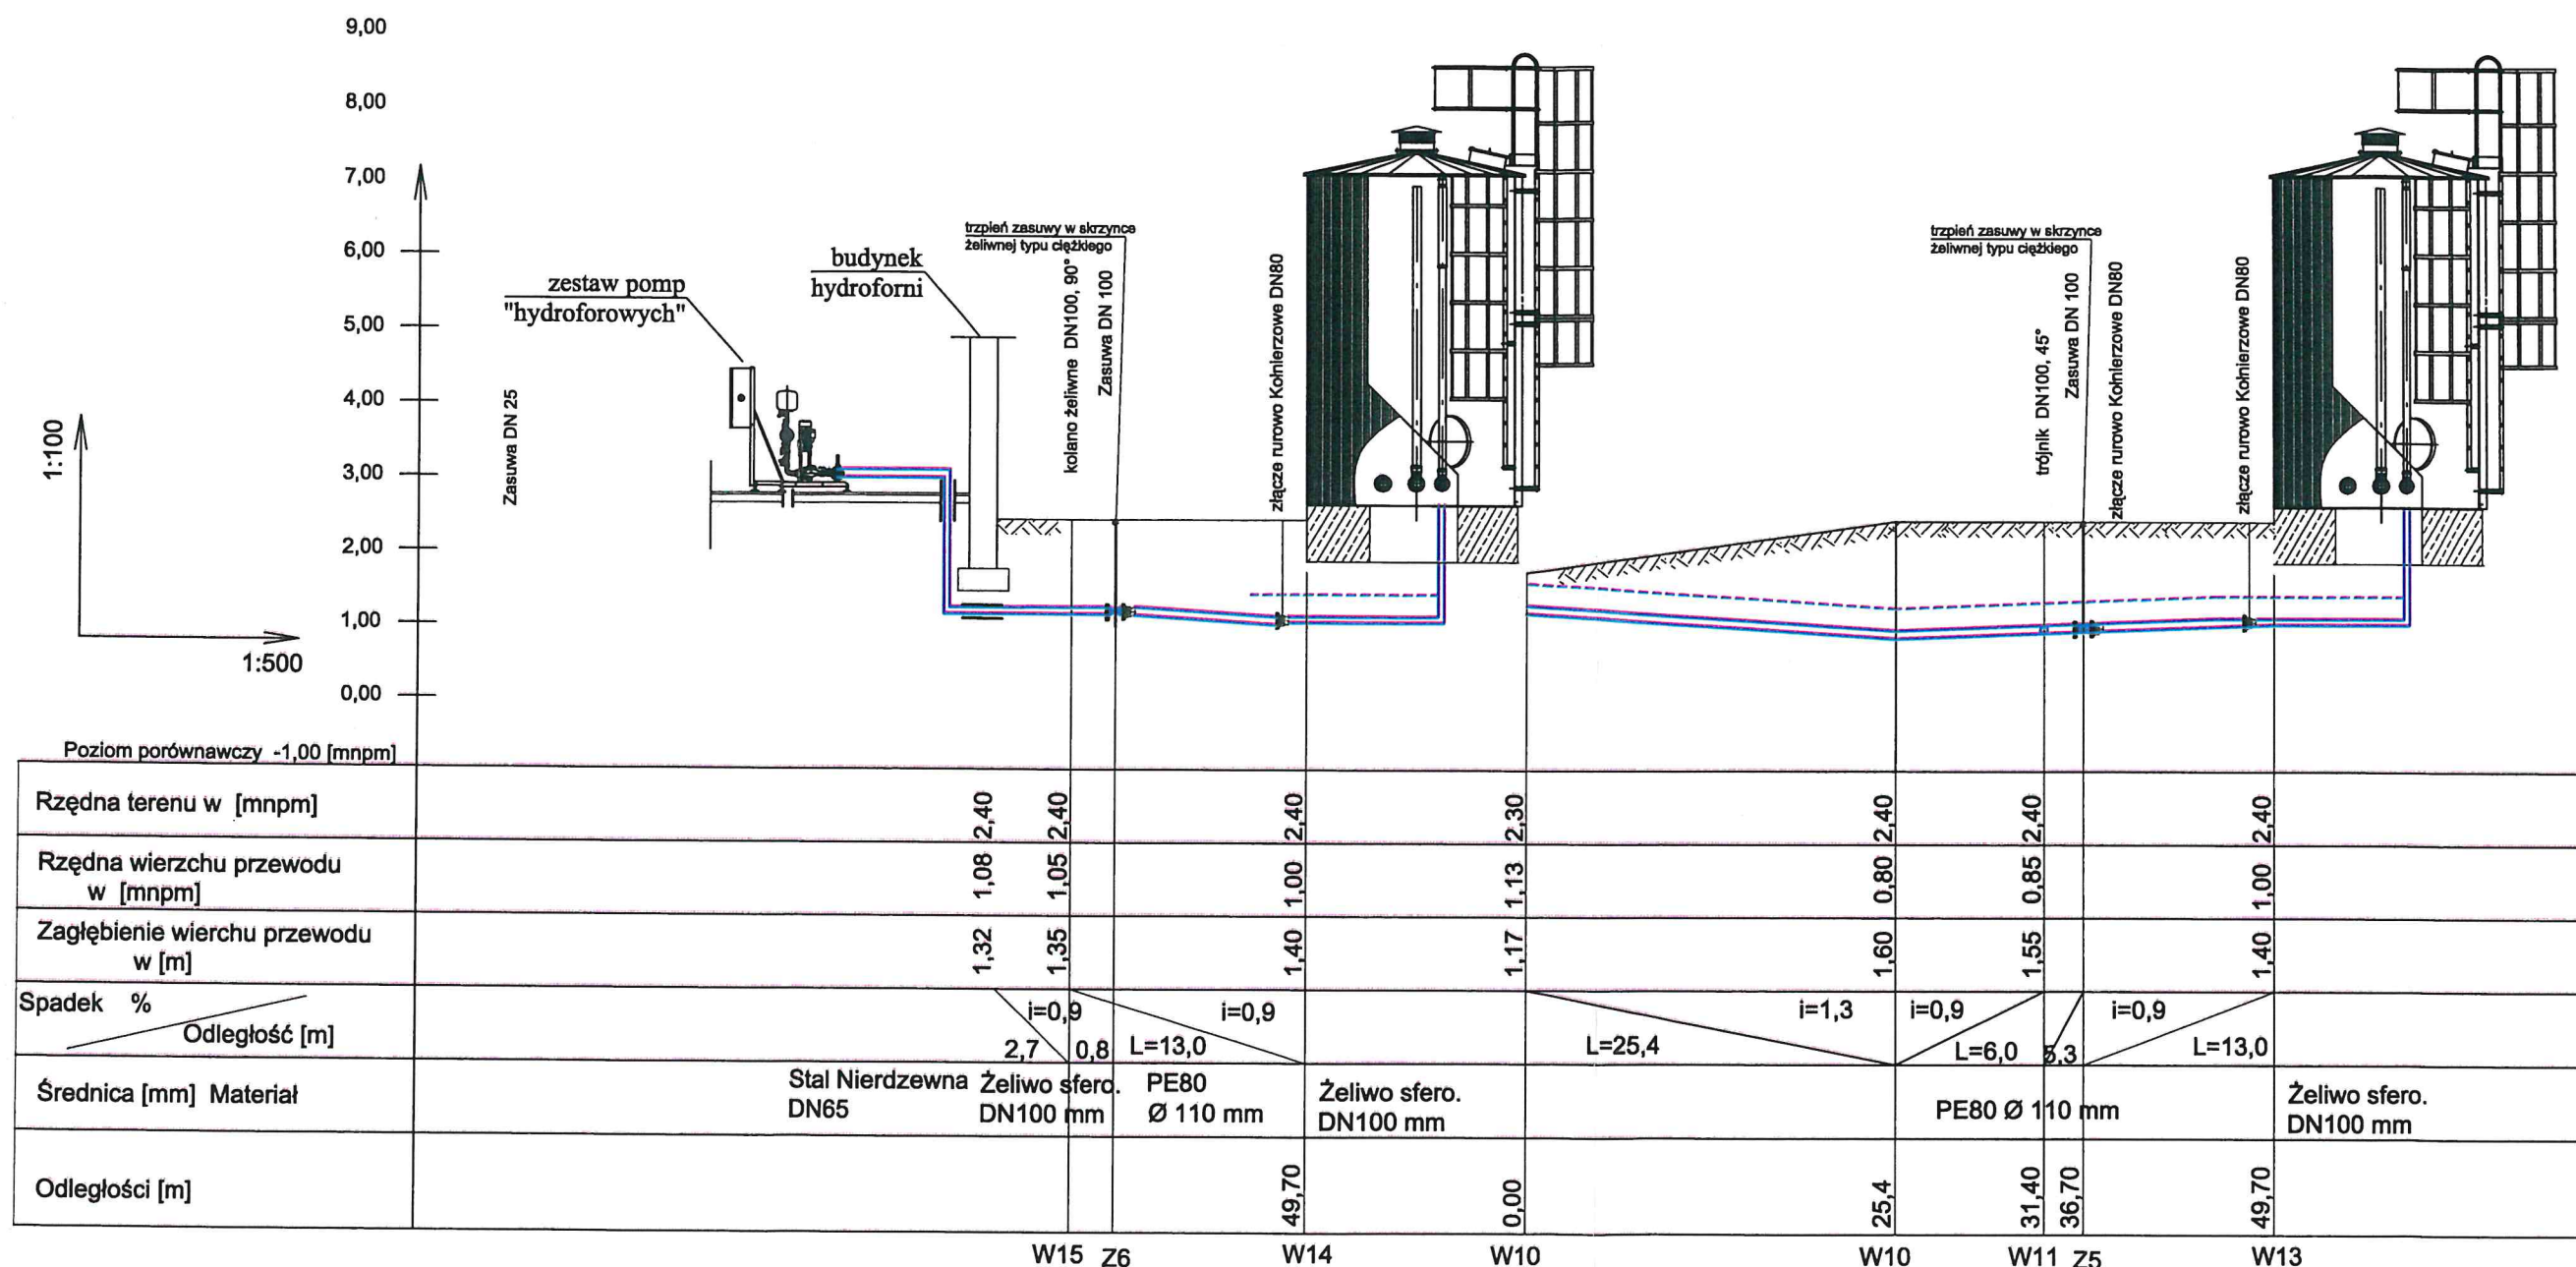 9,00
8,00
7,00
6,00
5,00
4,00
3,00
2,00
1,00
0,00
1:100
1:500
Zasuwa DN 25
zestaw pomp
"hydroforowych"
budynek
hydroforni
trzpień zasuwy w skrzynce
żeliwnej typu ciężkiego
kolano żeliwne DN100, 90°
Zasuwa DN 100
złącze rurowo Kołnierzowe DN80
trzpień zasuwy w skrzynce
żeliwnej typu ciężkiego
trójnik DN100, 45°
Zasuwa DN 100
złącze rurowo Kołnierzowe DN80
złącze rurowo Kołnierzowe DN80
Poziom porównawczy -1,00 [mnpm]
Rzędna terenu w [mnpm]
2,40
2,40
2,40
2,30
2,40
2,40
2,40
Rzędna wierzchu przewodu
w [mnpm]
1,08
1,05
1,00
1,13
0,80
0,85
1,00
Zagłębienie wierchu przewodu
w [m]
1,32
1,35
1,40
1,17
1,60
1,55
1,40
Spadek %
Odległość [m]
i=0,9
2,7
0,8
i=0,9
L=13,0
i=1,3
L=25,4
i=0,9
L=6,0
5,3
i=0,9
L=13,0
Średnica [mm] Materiał
Stal Nierdzewna
DN65
Żeliwo sfero.
DN100 mm
PE80
Ø 110 mm
Żeliwo sfero.
DN100 mm
PE80 Ø 110 mm
Żeliwo sfero.
DN100 mm
Odległości [m]
49,70
0,00
25,4
31,40
36,70
49,70
W15
Z6
W14
W10
W10
W11
Z5
W13